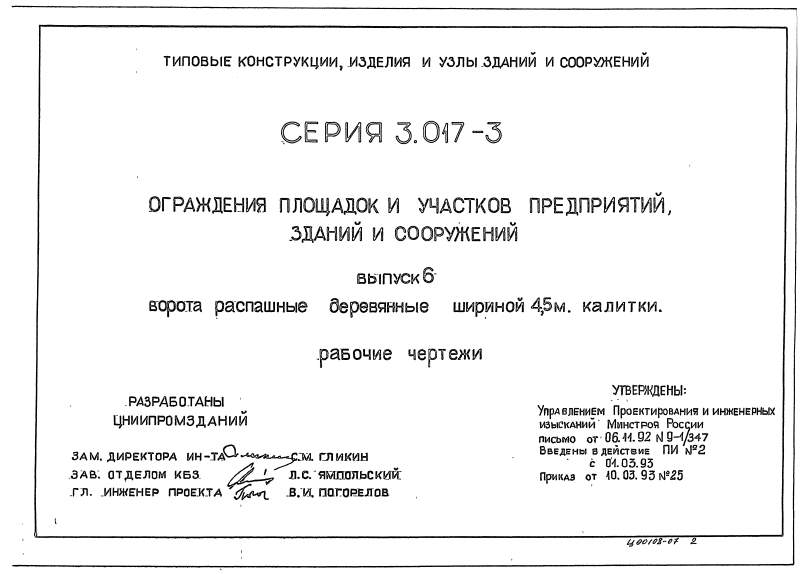 ТИПОВЫЕ КОНСТРУКЦИИ, ИЗДЕЛИЯ И УЗЛЫ ЗДАНИЙ И СООРУЖЕНИЙ
СЕРИЯ 3.017-3
ОГРАЖДЕНИЯ ПЛОЩАДОК И УЧАСТКОВ ПРЕДПРИЯТИЙ,
ЗДАНИЙ И СООРУЖЕНИЙ
ВЫПУСК 6
ворота распашные деревянные шириной 4,5м. калитки.
рабочие чертежи
РАЗРАБОТАНЫ
ЦНИИПРОМЗДАНИЙ
ЗАМ. ДИРЕКТОРА ИН-ТА С.М. ГЛИКИН
ЗАВ. ОТДЕЛОМ КБЗ Л.С. ЯМПОЛЬСКИЙ
ГЛ. ИНЖЕНЕР ПРОЕКТА В.И. ПОГОРЕЛОВ
УТВЕРЖДЕНЫ:
Управлением Проектирования и инженерных
изысканий Минстроя России
письмо от 06.11.92 N 9-1/347
Введены в действие ПИ №2
с 01.03.93
Приказ от 10.03.93 №25
Ц00108-07 2